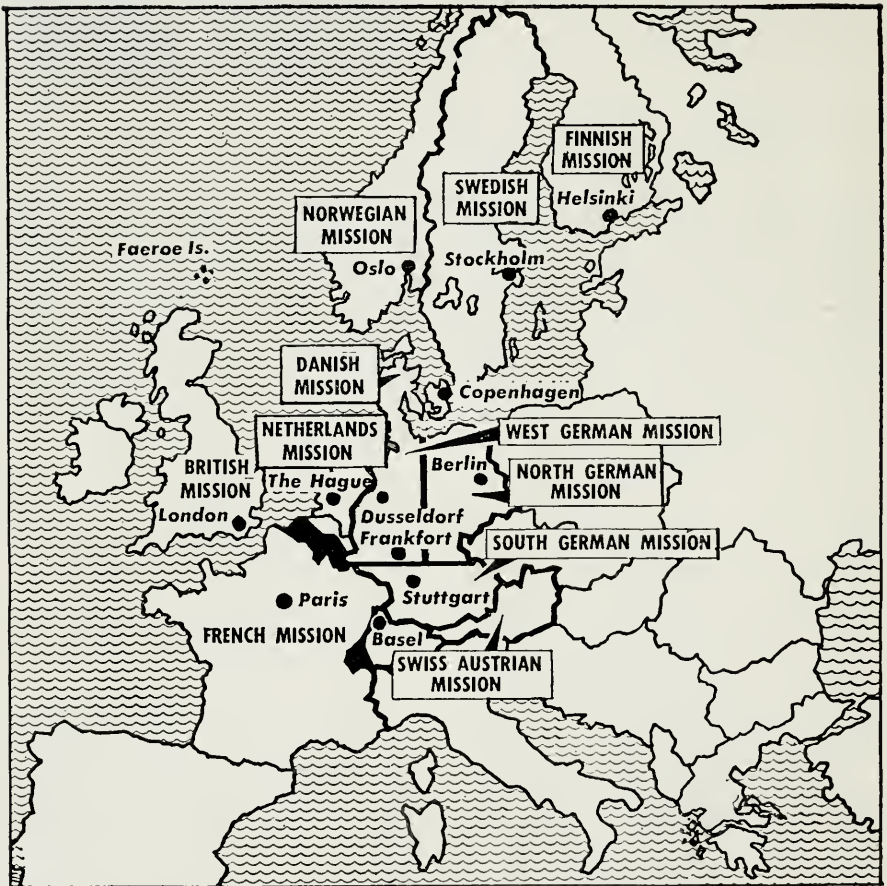 FINNISH
MISSION
SWEDISH
MISSION
Helsinki
NORWEGIAN
MISSION
Faeroe Is.
Oslo
Stockholm
DANISH
MISSION
Copenhagen
NETHERLANDS
MISSION
WEST GERMAN MISSION
BRITISH
MISSION
The Hague
Berlin
NORTH GERMAN
MISSION
London
Dusseldorf
Frankfort
SOUTH GERMAN MISSION
Paris
Stuttgart
FRENCH MISSION
Basel
SWISS AUSTRIAN
MISSION